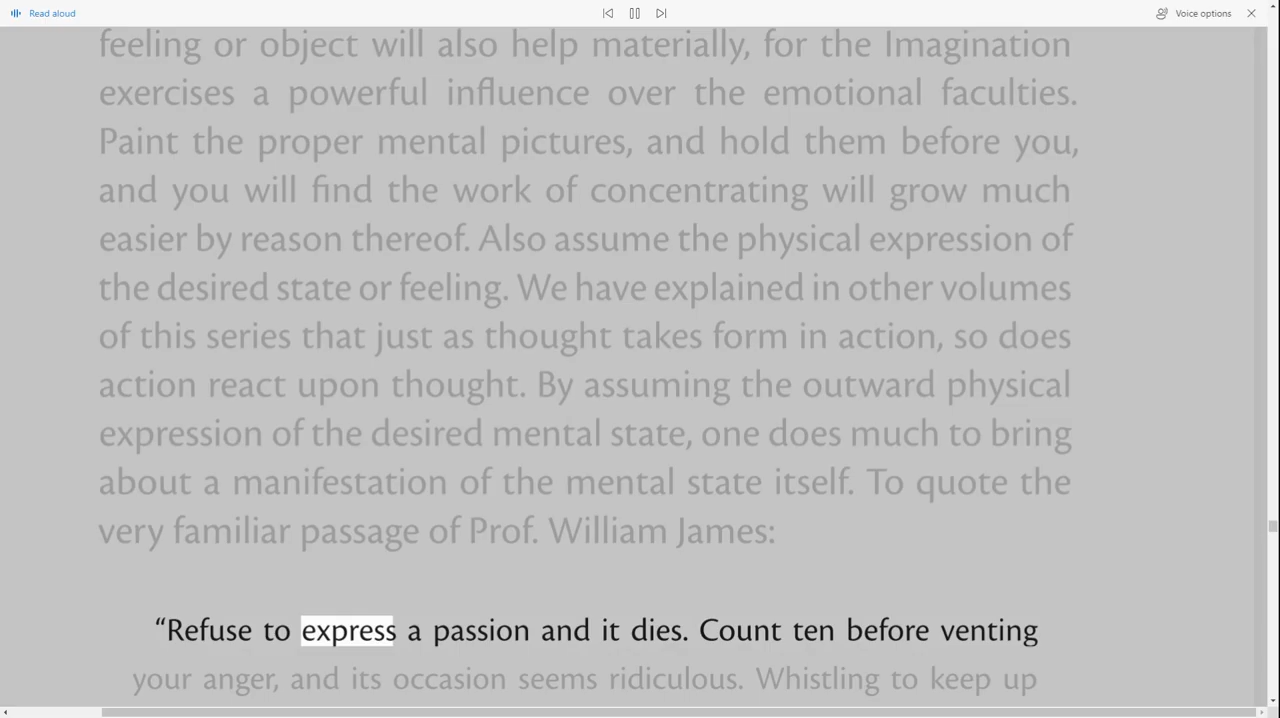 Read aloud
Voice options
feeling or object will also help materially, for the Imagination
exercises a powerful influence over the emotional faculties.
Paint the proper mental pictures, and hold them before you,
and you will find the work of concentrating will grow much
easier by reason thereof. Also assume the physical expression of
the desired state or feeling. We have explained in other volumes
of this series that just as thought takes form in action, so does
action react upon thought. By assuming the outward physical
expression of the desired mental state, one does much to bring
about a manifestation of the mental state itself. To quote the
very familiar passage of Prof. William James:
“Refuse to express a passion and it dies. Count ten before venting
your anger, and its occasion seems ridiculous. Whistling to keep up